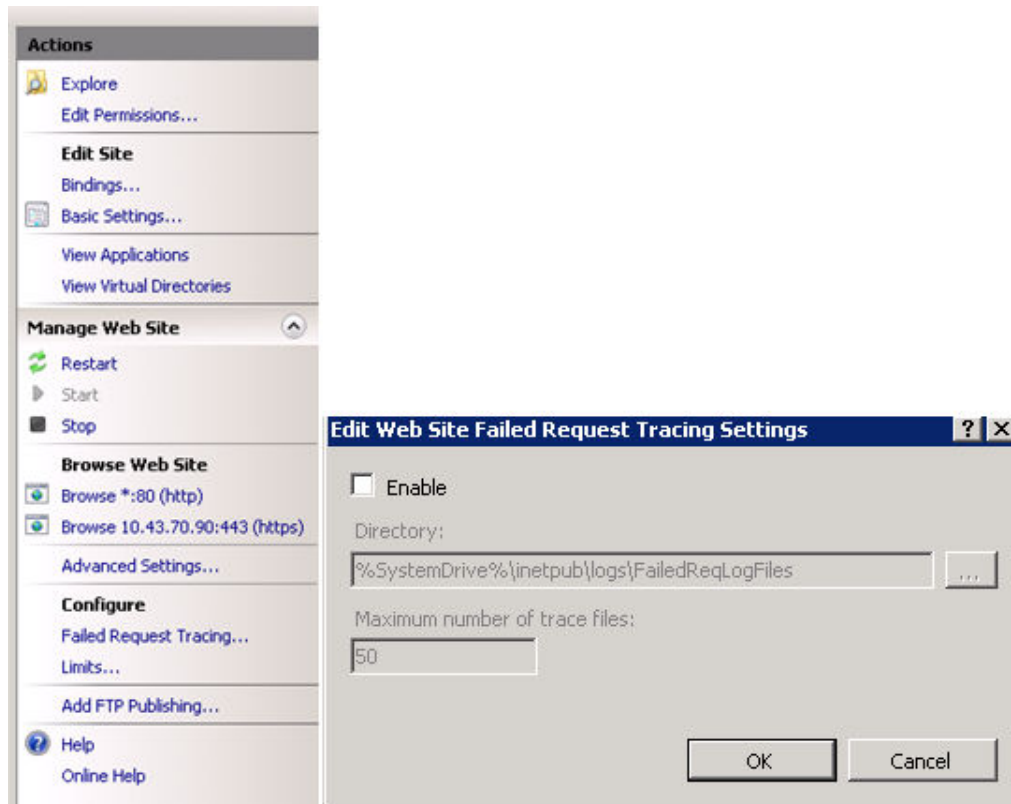 Actions
Explore
Edit Permissions...
Edit Site
Bindings...
Basic Settings...
View Applications
View Virtual Directories
Manage Web Site
Restart
Start
Stop
Browse Web Site
Browse *:80 (http)
Browse 10.43.70.90:443 (https)
Advanced Settings...
Configure
Failed Request Tracing...
Limits...
Add FTP Publishing...
Help
Online Help
Edit Web Site Failed Request Tracing Settings
Enable
Directory:
%SystemDrive%\inetpub\logs\FailedReqLogFiles
...
Maximum number of trace files:
50
OK
Cancel